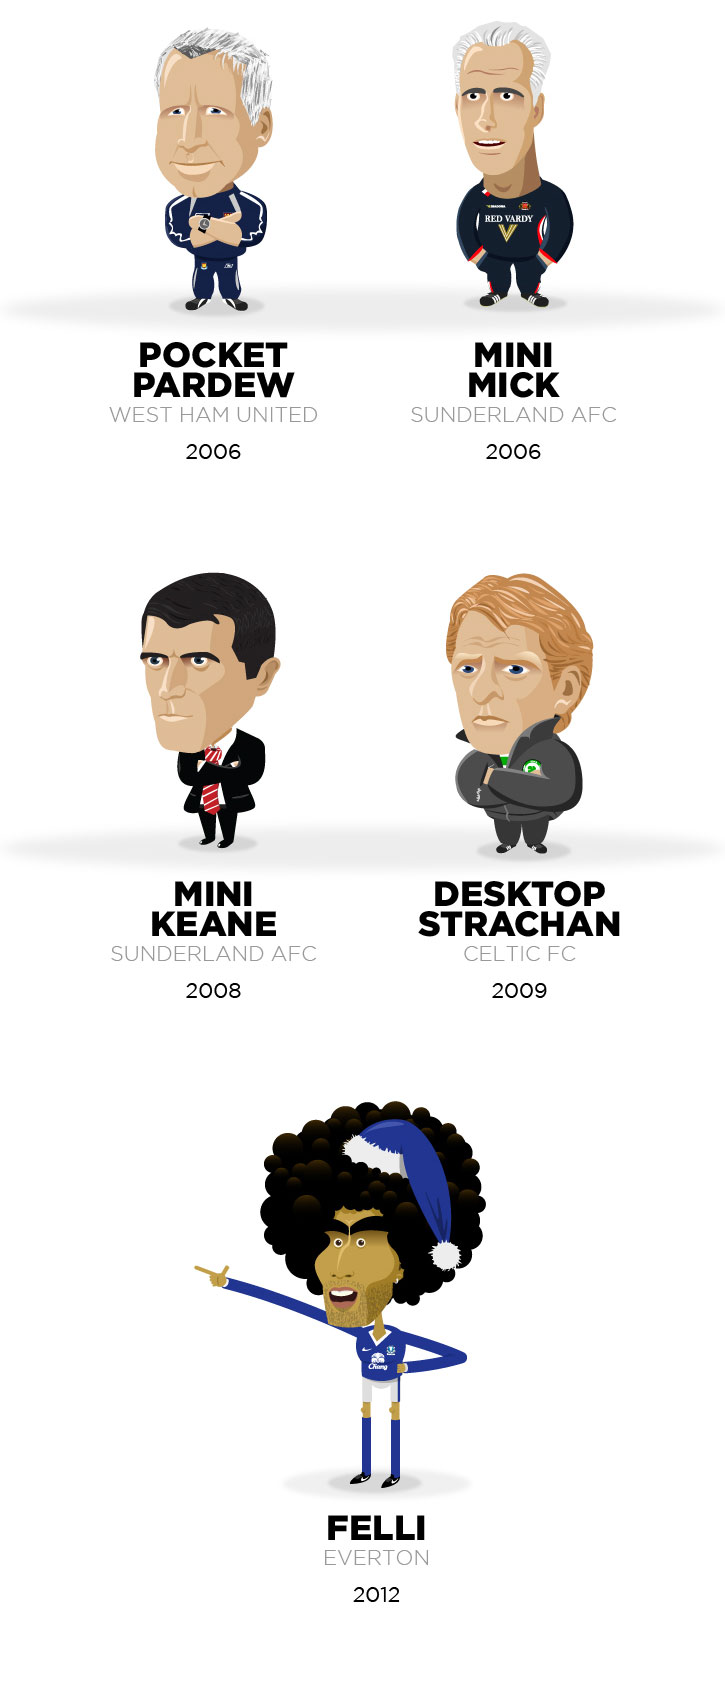 RED VARDY
POCKET
PARDEW
WEST HAM UNITED
2006
MINI
MICK
SUNDERLAND AFC
2006
MINI
KEANE
SUNDERLAND AFC
2008
DESKTOP
STRACHAN
CELTIC FC
2009
Chang
FELLI
EVERTON
2012